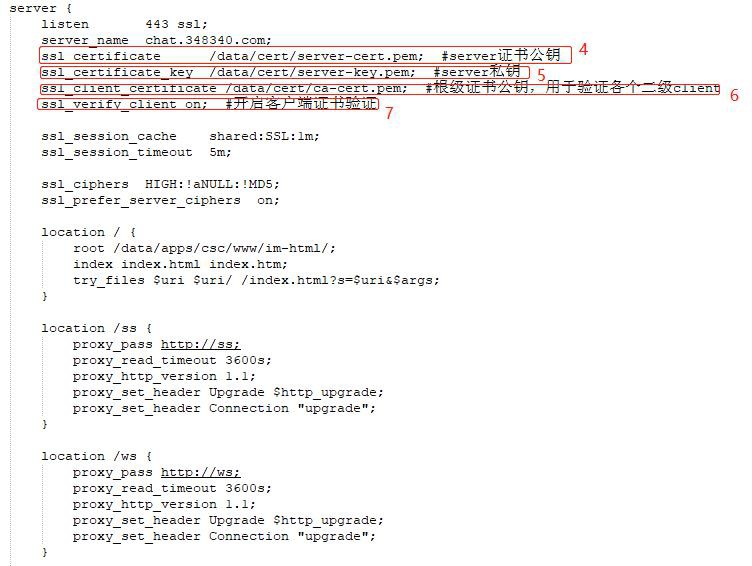 server {
listen 443 ssl;
server_name chat.348340.com;
ssl_certificate /data/cert/server-cert.pem; #server证书公钥 4
ssl_certificate_key /data/cert/server-key.pem; #server私钥 5
ssl_client_certificate /data/cert/ca-cert.pem; #根级证书公钥，用于验证各个二级client 6
ssl_verify_client on; #开启客户端证书验证 7
ssl_session_cache shared:SSL:1m;
ssl_session_timeout 5m;
ssl_ciphers HIGH:!aNULL:!MD5;
ssl_prefer_server_ciphers on;
location / {
root /data/apps/csc/www/im-html/;
index index.html index.htm;
try_files $uri $uri/ /index.html?s=$uri&$args;
}
location /ss {
proxy_pass http://ss;
proxy_read_timeout 3600s;
proxy_http_version 1.1;
proxy_set_header Upgrade $http_upgrade;
proxy_set_header Connection "upgrade";
}
location /ws {
proxy_pass http://ws;
proxy_read_timeout 3600s;
proxy_http_version 1.1;
proxy_set_header Upgrade $http_upgrade;
proxy_set_header Connection "upgrade";
}